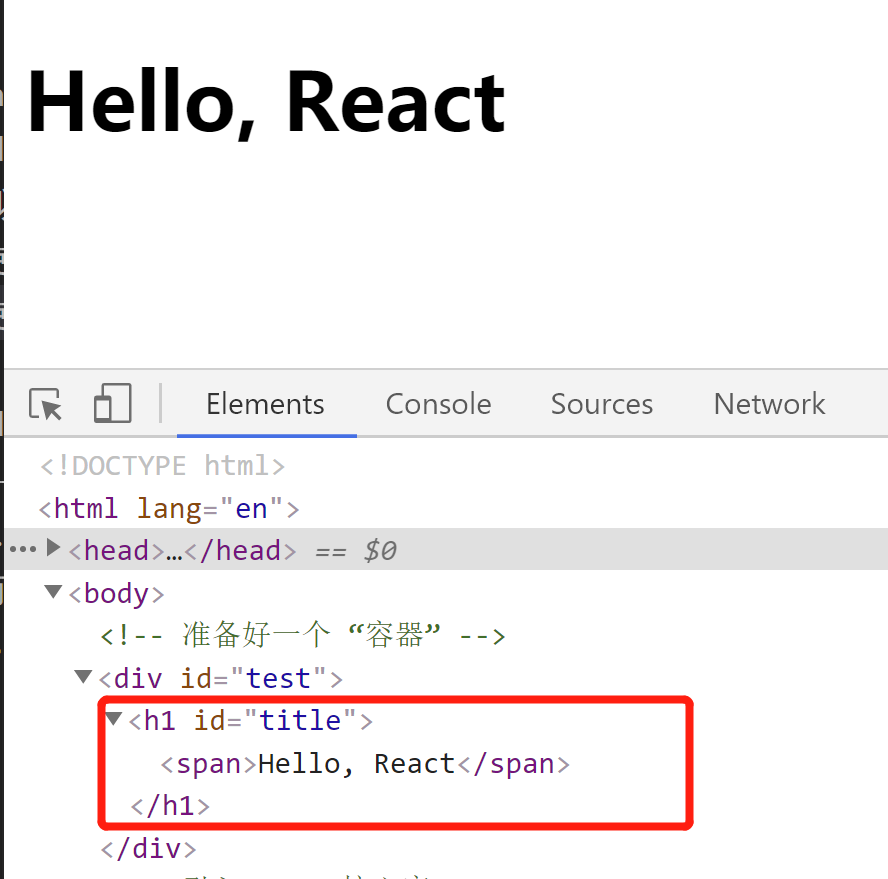 Hello, React
Elements Console Sources Network
<!DOCTYPE html>
<html lang="en">
<head>…</head> == $0
<body>
<!-- 准备好一个 “容器” -->
<div id="test">
<h1 id="title">
<span>Hello, React</span>
</h1>
</div>